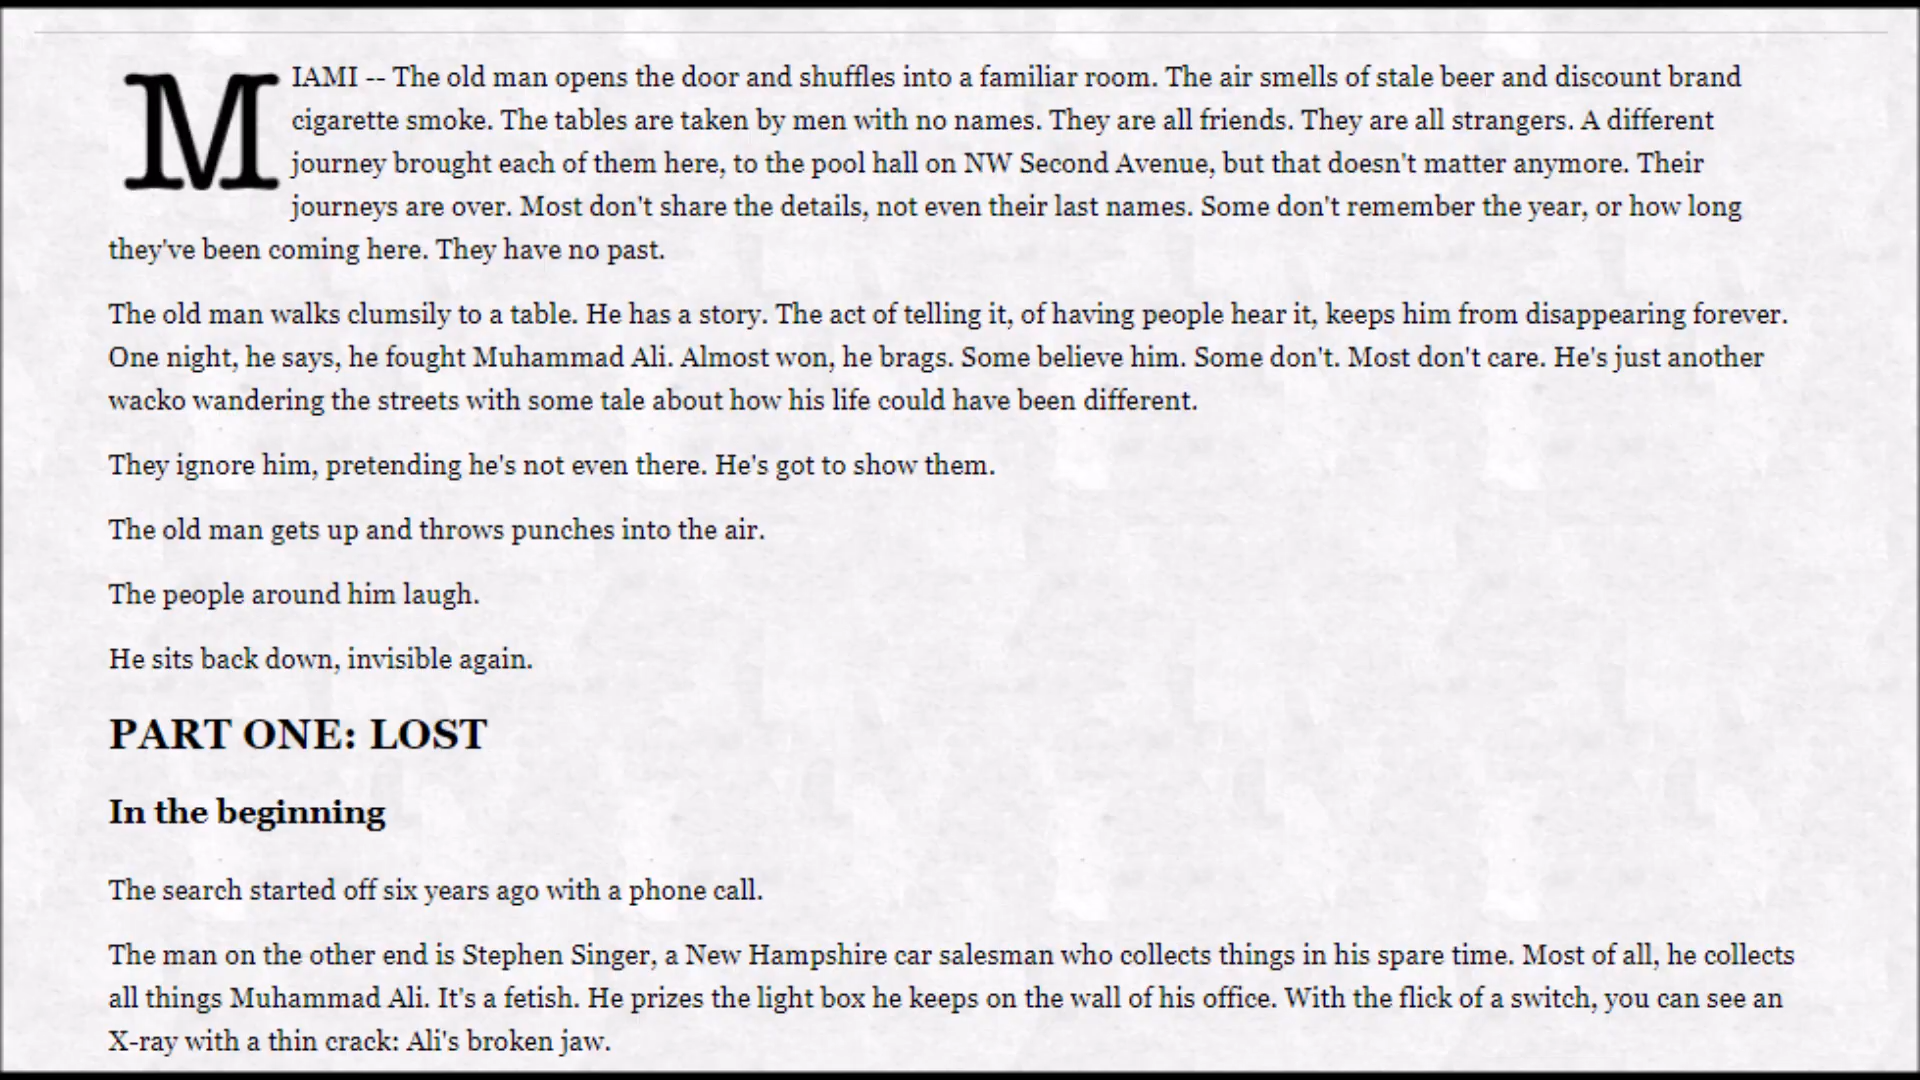 MIAMI -- The old man opens the door and shuffles into a familiar room. The air smells of stale beer and discount brand
cigarette smoke. The tables are taken by men with no names. They are all friends. They are all strangers. A different
journey brought each of them here, to the pool hall on NW Second Avenue, but that doesn't matter anymore. Their
journeys are over. Most don't share the details, not even their last names. Some don't remember the year, or how long
they've been coming here. They have no past.
The old man walks clumsily to a table. He has a story. The act of telling it, of having people hear it, keeps him from disappearing forever.
One night, he says, he fought Muhammad Ali. Almost won, he brags. Some believe him. Some don't. Most don't care. He's just another
wacko wandering the streets with some tale about how his life could have been different.
They ignore him, pretending he's not even there. He's got to show them.
The old man gets up and throws punches into the air.
The people around him laugh.
He sits back down, invisible again.
PART ONE: LOST
In the beginning
The search started off six years ago with a phone call.
The man on the other end is Stephen Singer, a New Hampshire car salesman who collects things in his spare time. Most of all, he collects
all things Muhammad Ali. It's a fetish. He prizes the light box he keeps on the wall of his office. With the flick of a switch, you can see an
X-ray with a thin crack: Ali's broken jaw.